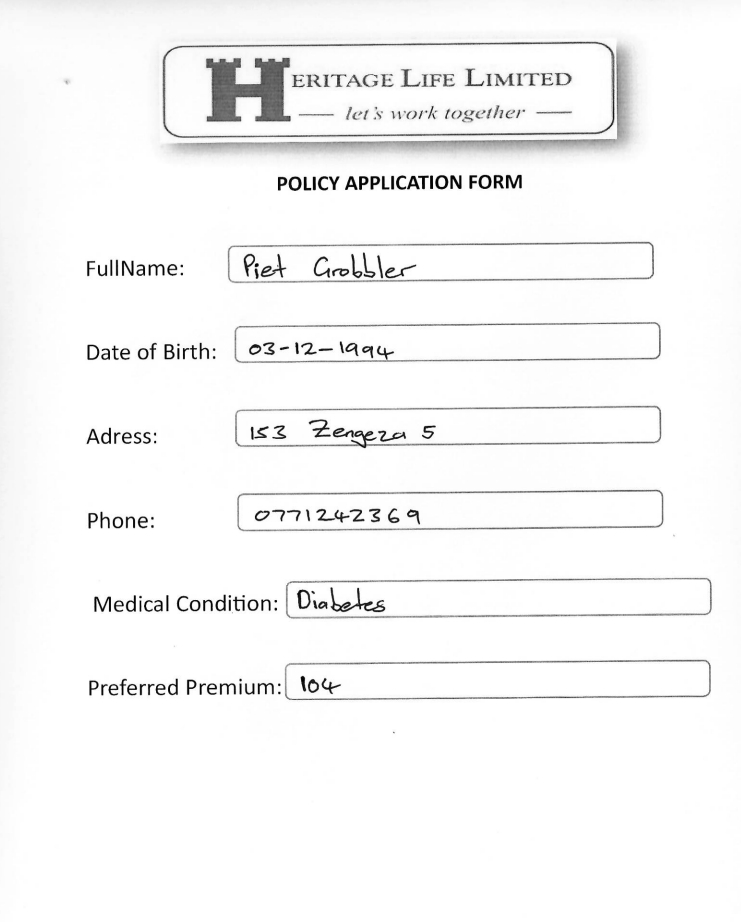 HERITAGE LIFE LIMITED
let's work together
POLICY APPLICATION FORM
FullName: Piet Grobbler
Date of Birth: 03-12-1994
Adress: 153 Zengeza 5
Phone: 0771242369
Medical Condition: Diabetes
Preferred Premium: 104